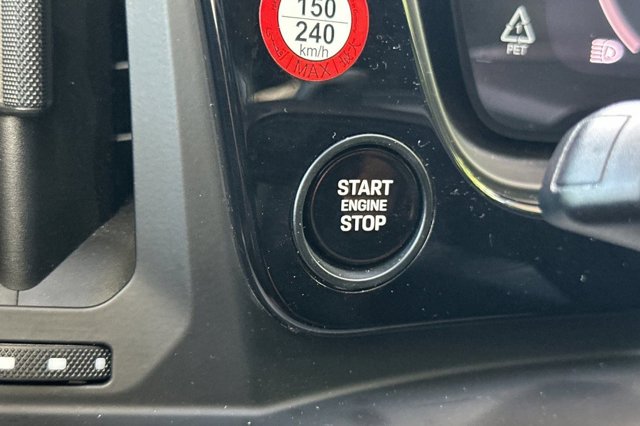 150
240
km/h
MAX
PET
START
ENGINE
STOP